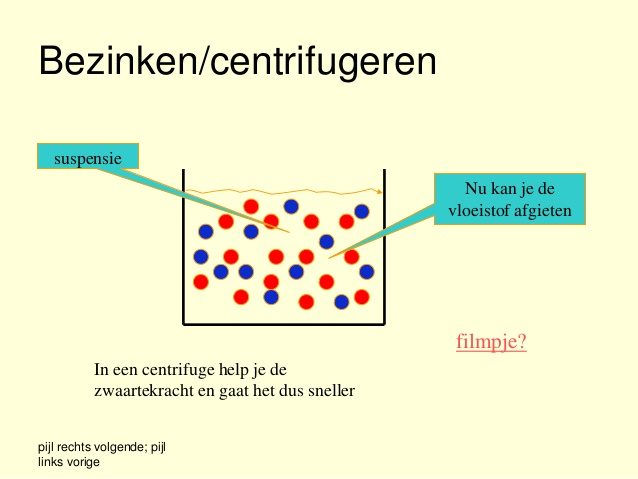 Bezinken/centrifugeren
suspensie
Nu kan je de
vloeistof afgieten
filmpje?
In een centrifuge help je de
zwaartekracht en gaat het dus sneller
pijl rechts volgende; pijl
links vorige